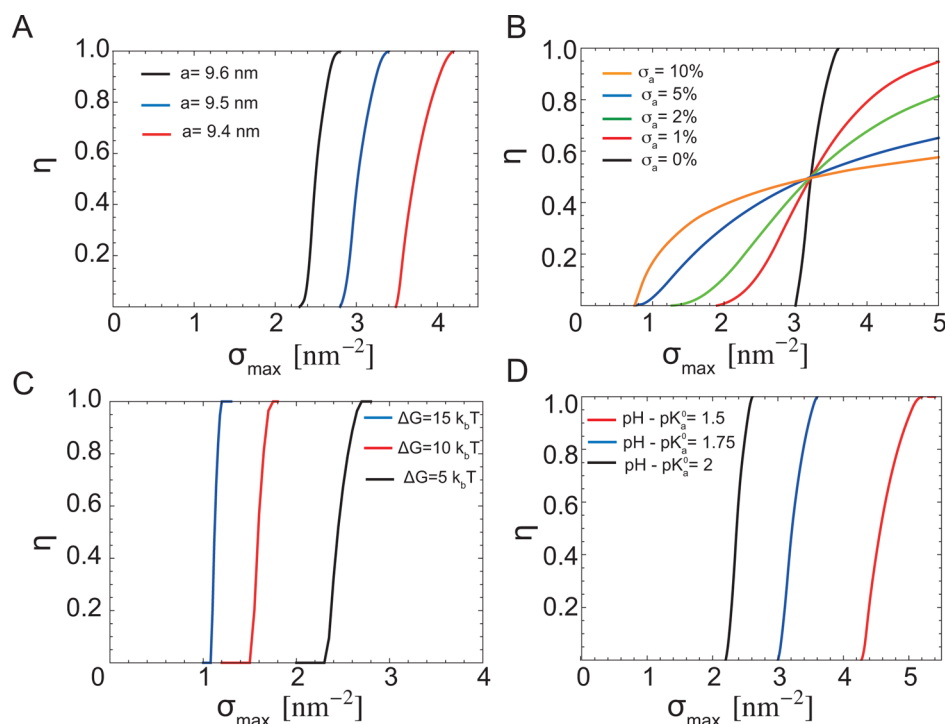 A
η
1.0
0.8
0.6
0.4
0.2
a= 9.6 nm
a= 9.5 nm
a= 9.4 nm
0 1 2 3 4
σmax [nm⁻²]
B
η
1.0
0.8
0.6
0.4
0.2
σa= 10%
σa= 5%
σa= 2%
σa= 1%
σa= 0%
0 1 2 3 4 5
σmax [nm⁻²]
C
η
1.0
0.8
0.6
0.4
0.2
ΔG=15 kbT
ΔG=10 kbT
ΔG=5 kbT
0 1 2 3 4
σmax [nm⁻²]
D
η
1.0
0.8
0.6
0.4
0.2
pH - pKa⁰= 1.5
pH - pKa⁰= 1.75
pH - pKa⁰= 2
0 1 2 3 4 5
σmax [nm⁻²]